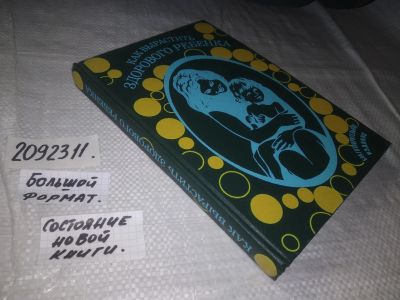 КАК ВЫРАСТИТЬ
ЗДОРОВОГО РЕБЕНКА
КАК ВЫРАСТИТЬ ЗДОРОВОГО РЕБЕНКА
2092311.
БОЛЬШОЙ
ФОРМАТ.
СОСТОЯНИЕ
НОВОЙ
КНИГИ.